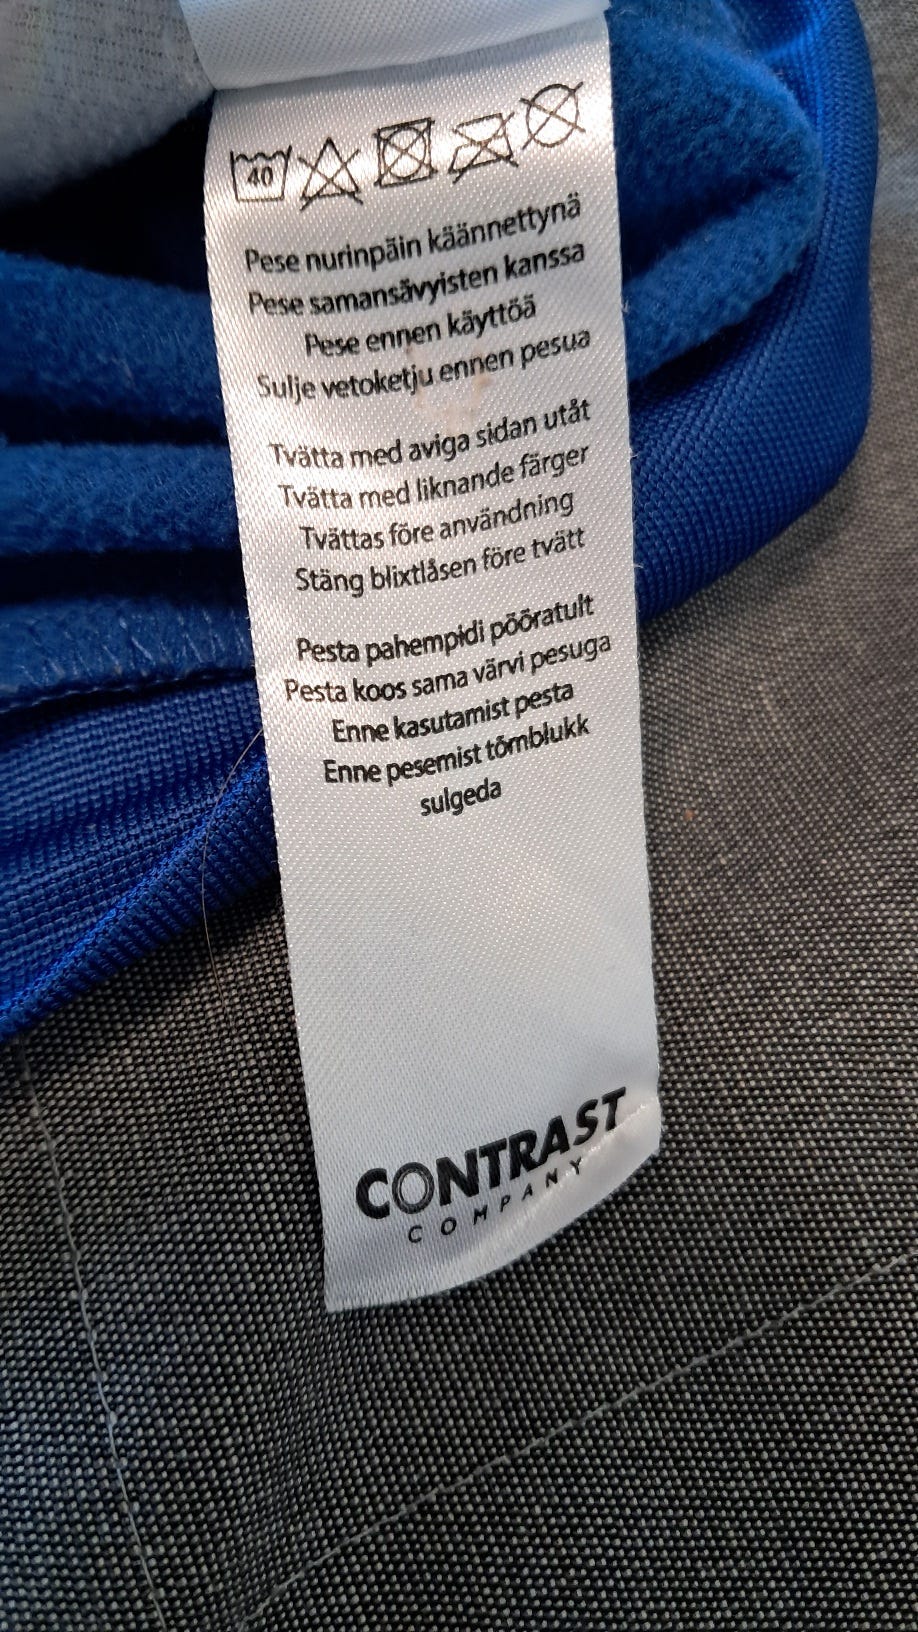 40
Pese nurinpäin käännettynä
Pese samansävyisten kanssa
Pese ennen käyttöä
Sulje vetoketju ennen pesua
Tvätta med aviga sidan utåt
Tvätta med liknande färger
Tvättas före användning
Stäng blixtlåsen före tvätt
Pesta pahempidi pööratult
Pesta koos sama värvi pesuga
Enne kasutamist pesta
Enne pesemist tõmblukk
sulgeda
CONTRAST
COMPANY